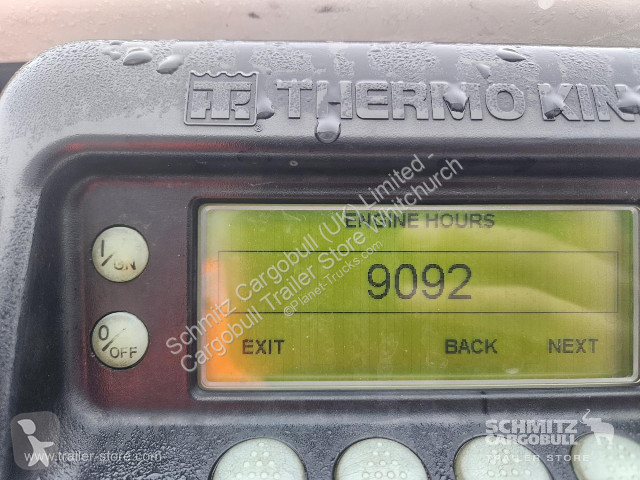 THERMO KIN
®
ENGINE HOURS
9092
EXIT BACK NEXT
I/ON
O/OFF
Schmitz Cargobull (UK) Limited -
Cargobull Trailer Store Whitchurch
@Planet-Trucks.com
www.trailer-store.com
SCHMITZ
CARGOBULL
TRAILER STORE